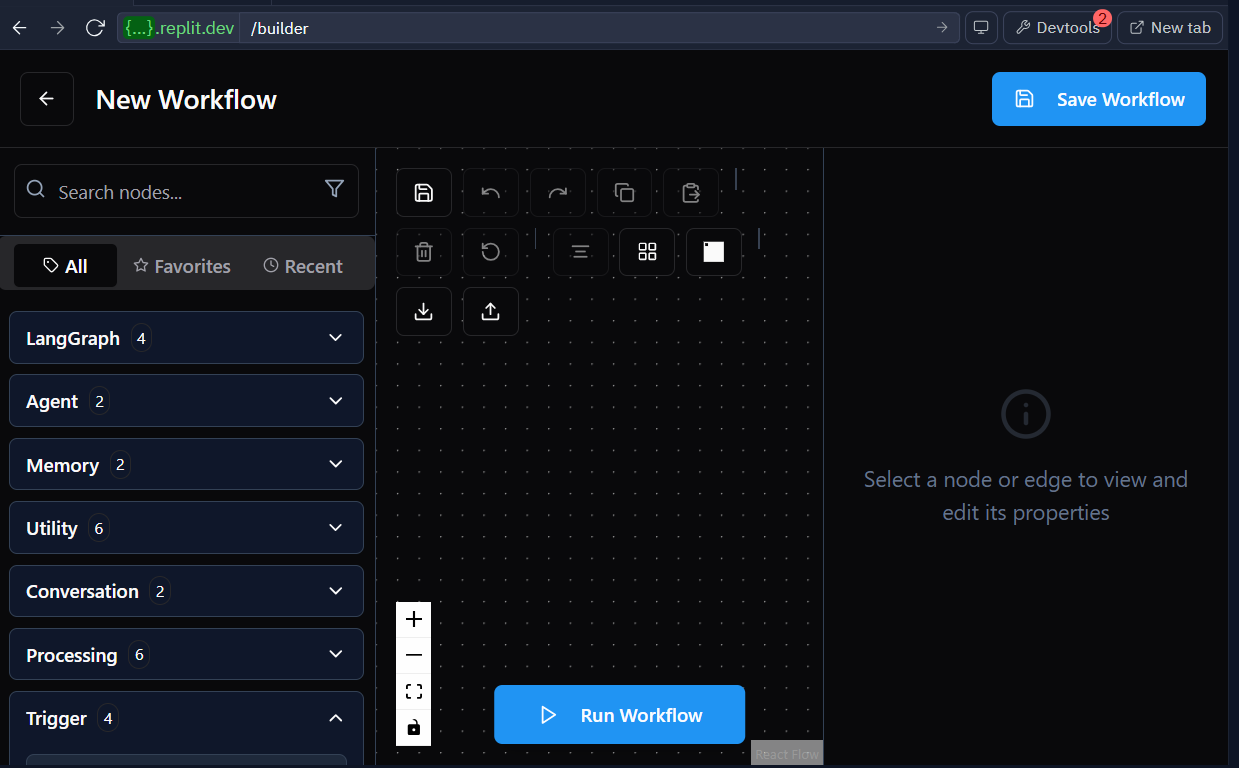 {...}.replit.dev /builder
Devtools 2
New tab
New Workflow
Save Workflow
Search nodes...
All
Favorites
Recent
LangGraph 4
Agent 2
Memory 2
Utility 6
Conversation 2
Processing 6
Trigger 4
Select a node or edge to view and
edit its properties
Run Workflow
React Flow